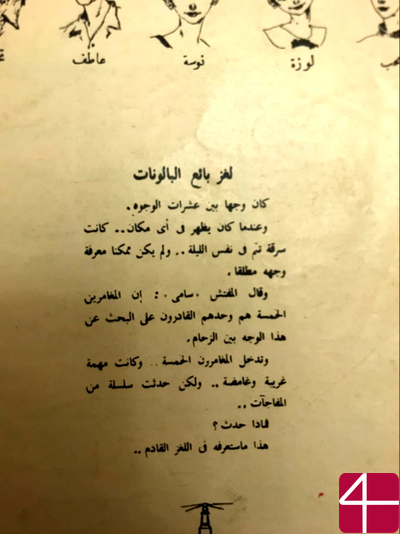 عاطف
نوسة
لوزة
لغز بائع البالونات
كان وجها بين عشرات الوجوه .
وعندما كان يظهر فى أى مكان .. كانت
سرقة تتم فى نفس الليلة .. ولم يكن ممكنا معرفة
وجهه مطلقا .
وقال المفتش « سامى » : إن المغامرين
الخمسة هم وحدهم القادرون على البحث عن
هذا الوجه بين الزحام .
وتدخل المغامرون الخمسة .. وكانت مهمة
غريبة وغامضة .. ولكن حدثت سلسلة من
المفاجآت ..
فماذا حدث ؟
هذا ماستعرفه فى اللغز القادم ..
4